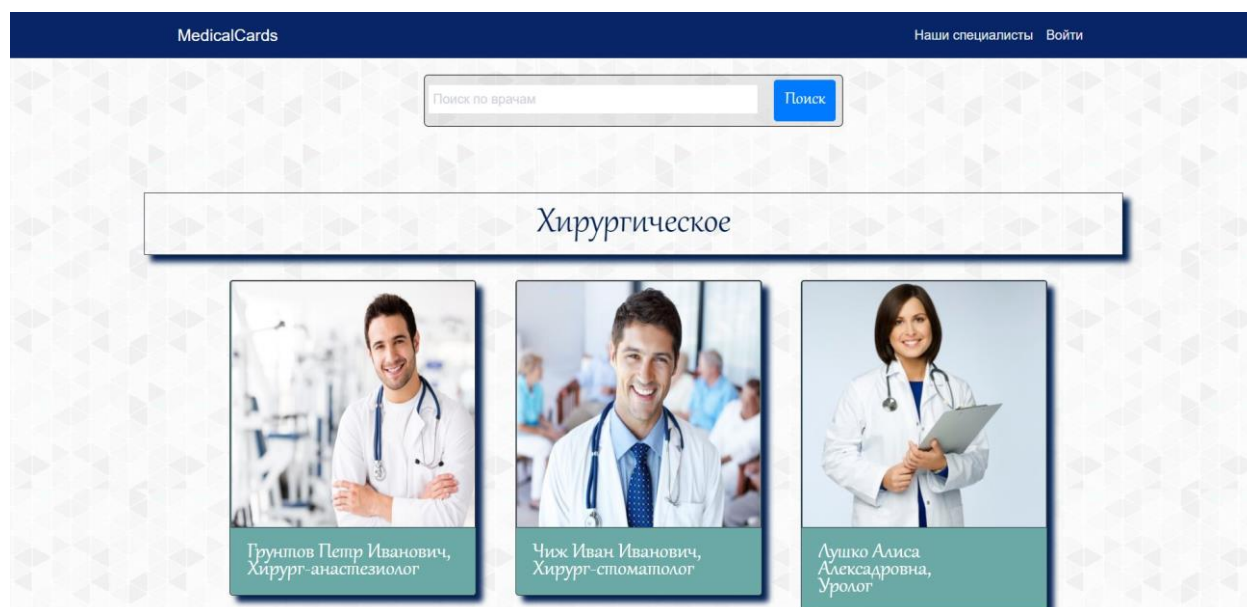 MedicalCards
Наши специалисты Войти
Поиск по врачам
Поиск
Хирургическое
Грунтов Петр Иванович,
Хирург-анастезиолог
Чиж Иван Иванович,
Хирург-стоматолог
Лушко Алиса
Алексадровна,
Уролог